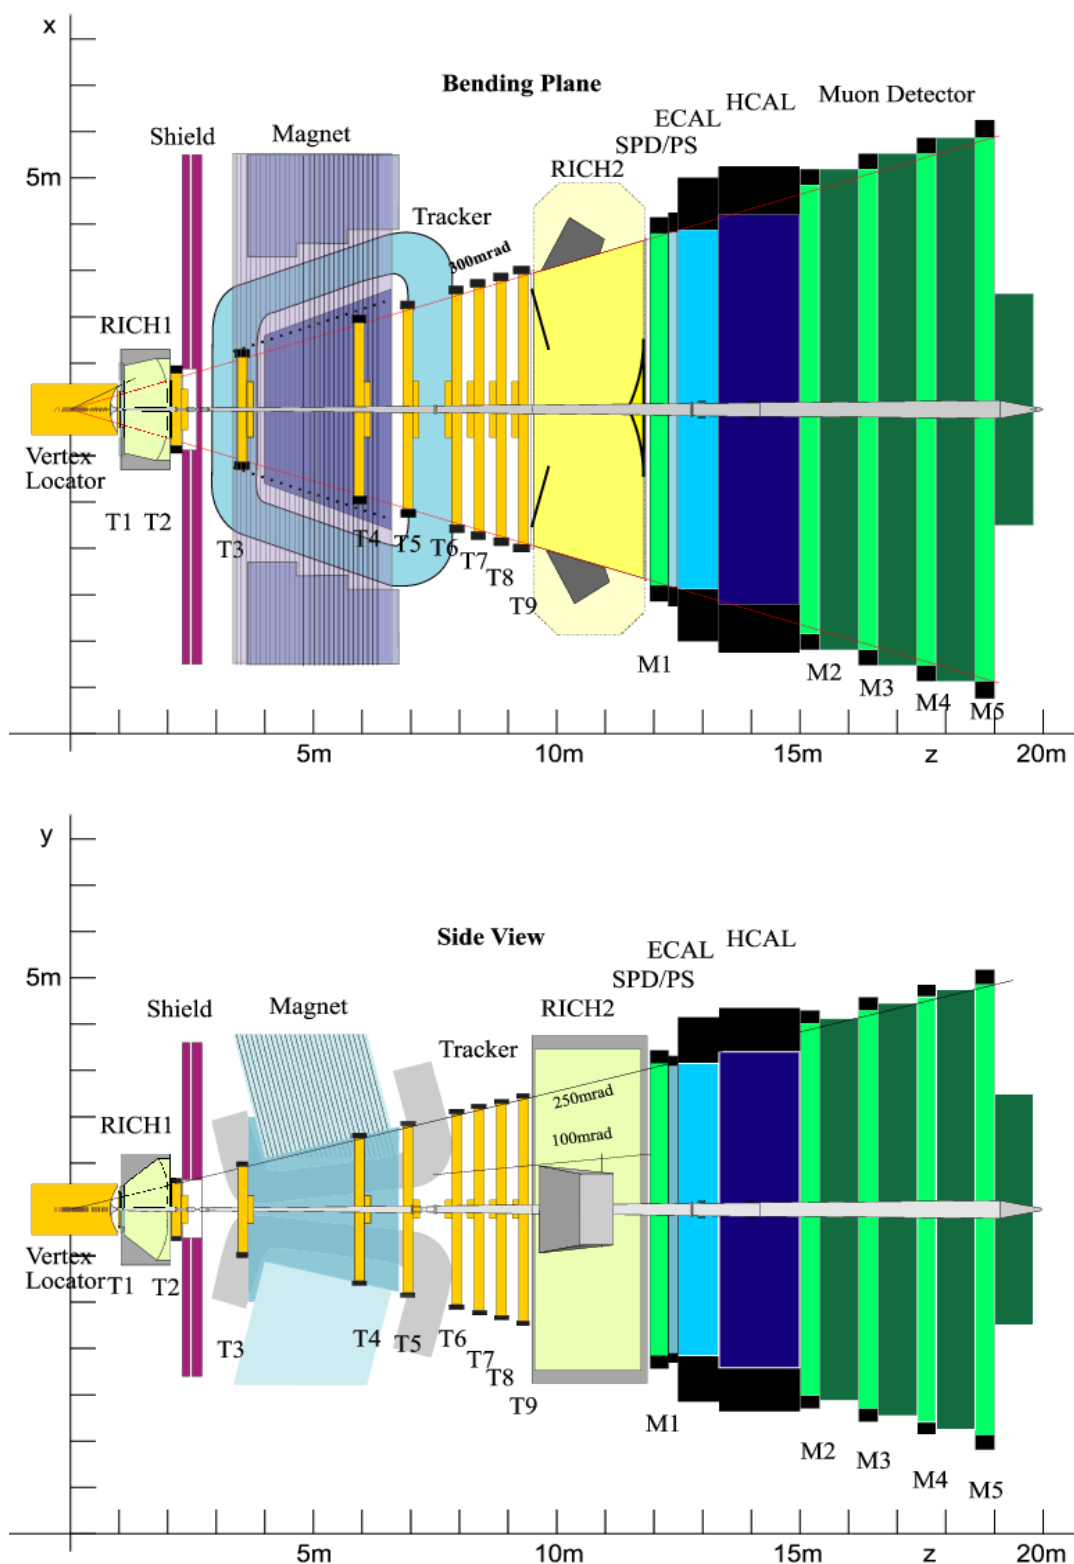 x
Bending Plane
HCAL
Muon Detector
ECAL
Shield
Magnet
SPD/PS
RICH2
5m
Tracker
300mrad
RICH1
Vertex
Locator
T1
T2
T3
T4
T5
T6
T7
T8
T9
M1
M2
M3
M4
M5
5m
10m
15m
z
20m
y
Side View
HCAL
ECAL
SPD/PS
5m
Shield
Magnet
RICH2
Tracker
250mrad
RICH1
100mrad
Vertex
Locator
T1
T2
T3
T4
T5
T6
T7
T8
T9
M1
M2
M3
M4
M5
5m
10m
15m
z
20m